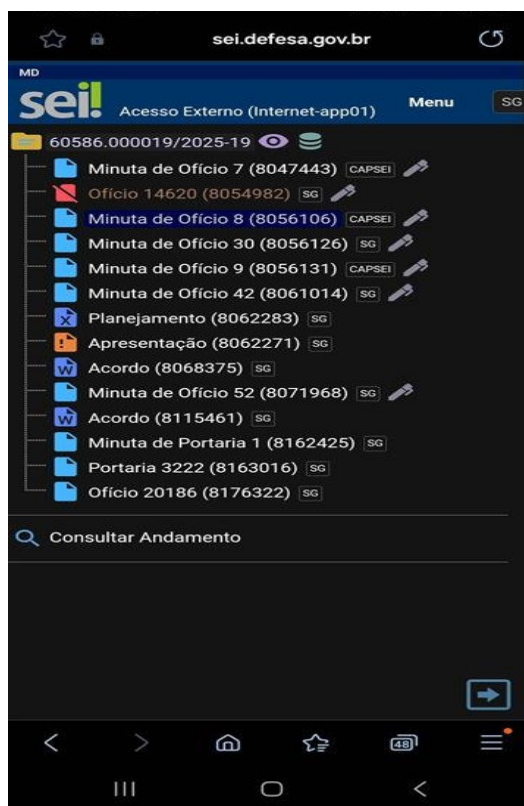 sei.defesa.gov.br
MD
sei!
Acesso Externo (Internet-app01)
Menu
SG
60586.000019/2025-19
Minuta de Ofício 7 (8047443) CAPSEI
Ofício 14620 (8054982) SG
Minuta de Ofício 8 (8056106) CAPSEI
Minuta de Ofício 30 (8056126) SG
Minuta de Ofício 9 (8056131) CAPSEI
Minuta de Ofício 42 (8061014) SG
X Planejamento (8062283) SG
Apresentação (8062271) SG
W Acordo (8068375) SG
Minuta de Ofício 52 (8071968) SG
W Acordo (8115461) SG
Minuta de Portaria 1 (8162425) SG
Portaria 3222 (8163016) SG
Ofício 20186 (8176322) SG
Consultar Andamento
48